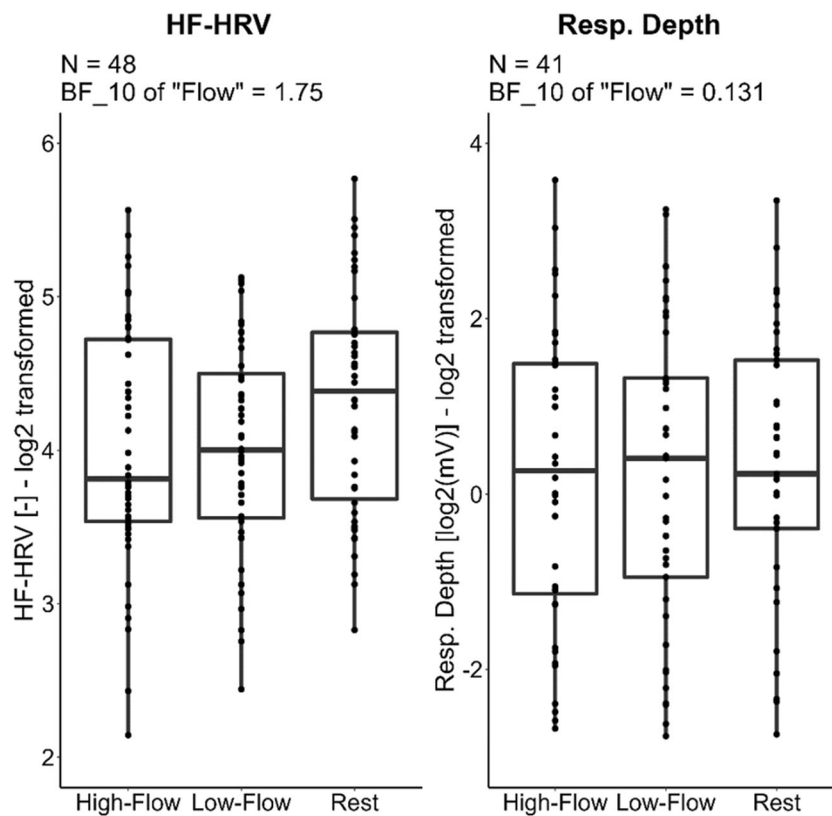 HF-HRV
N = 48
BF_10 of "Flow" = 1.75
HF-HRV [-] - log2 transformed
6
5
4
3
2
High-Flow Low-Flow Rest
Resp. Depth
N = 41
BF_10 of "Flow" = 0.131
Resp. Depth [log2(mV)] - log2 transformed
4
2
0
-2
High-Flow Low-Flow Rest